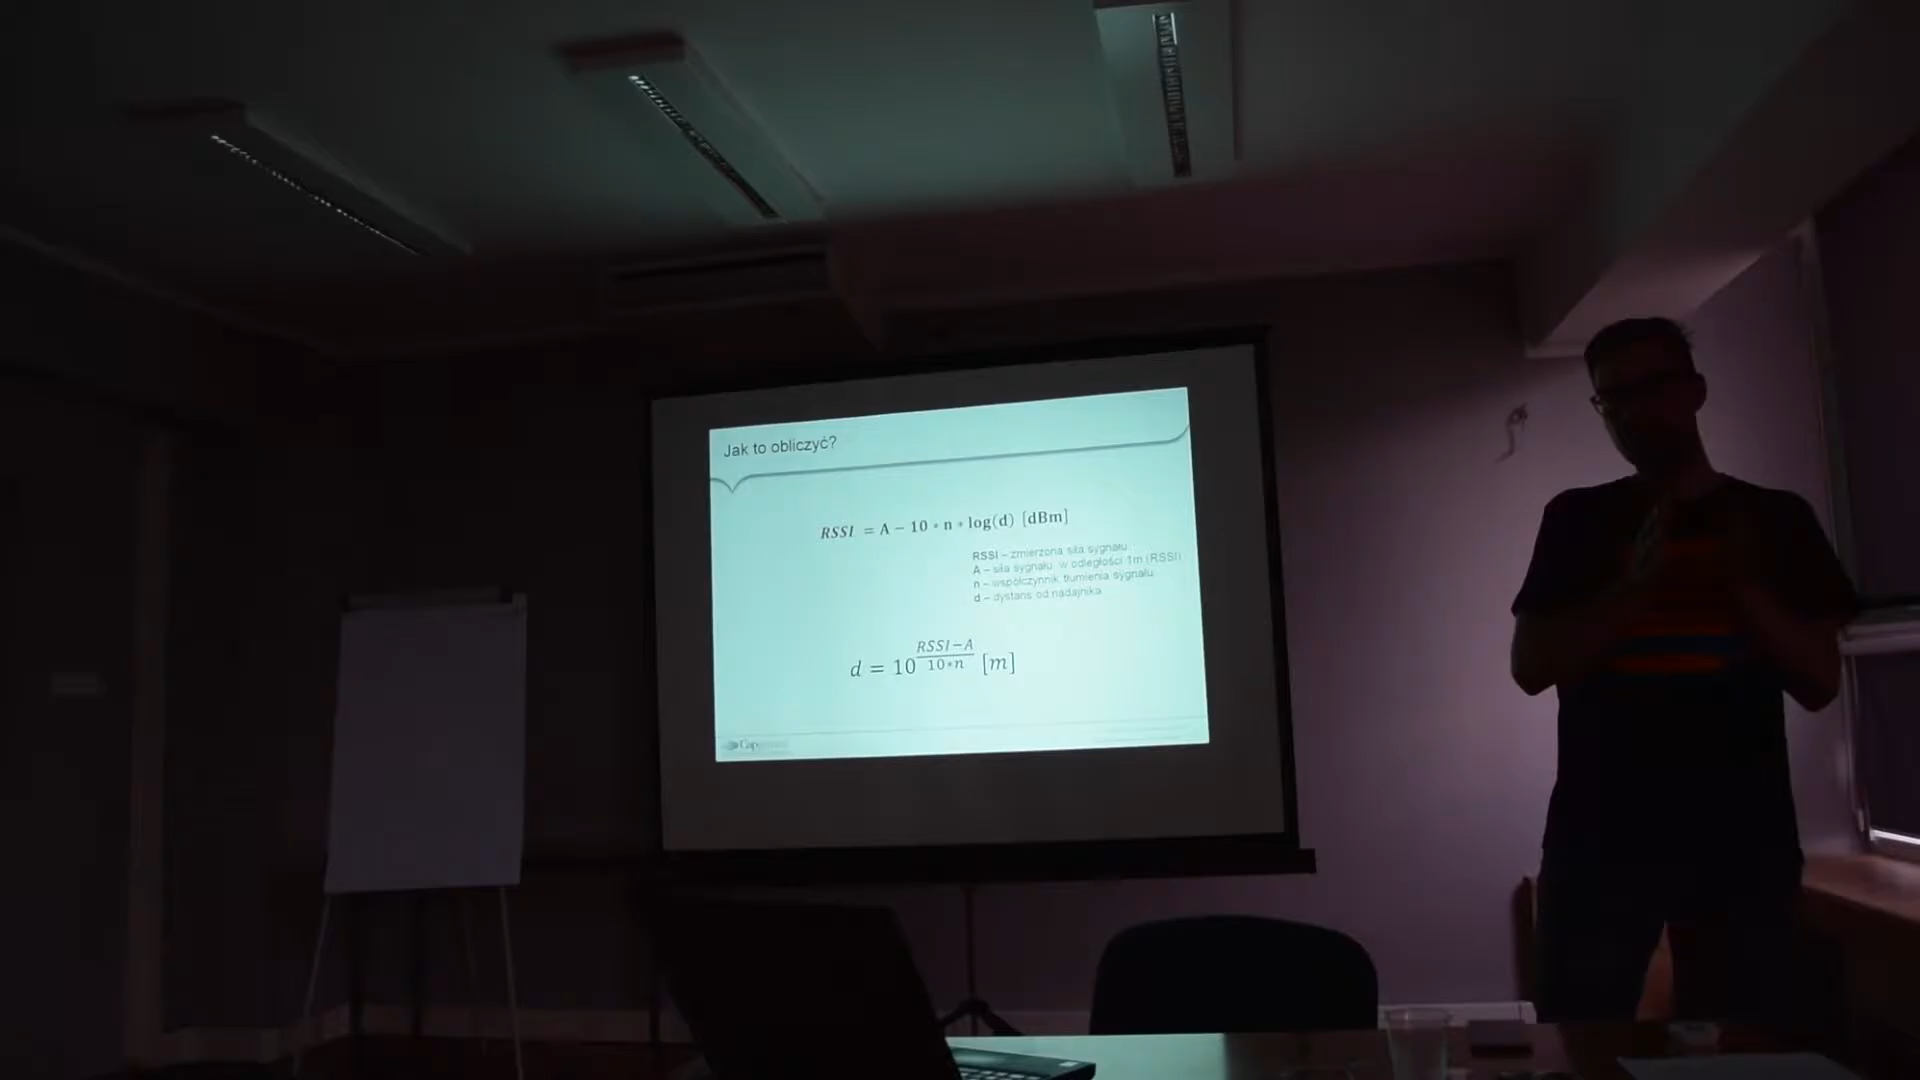 Jak to obliczyć?
RSSI = A − 10 * n * log(d) [dBm]
RSSI – zmierzona siła sygnału
A – siła sygnału w odległości 1m (RSSI)
n – współczynnik tłumienia sygnału
d – dystans od nadajnika
d = 10^((RSSI−A)/(10*n)) [m]